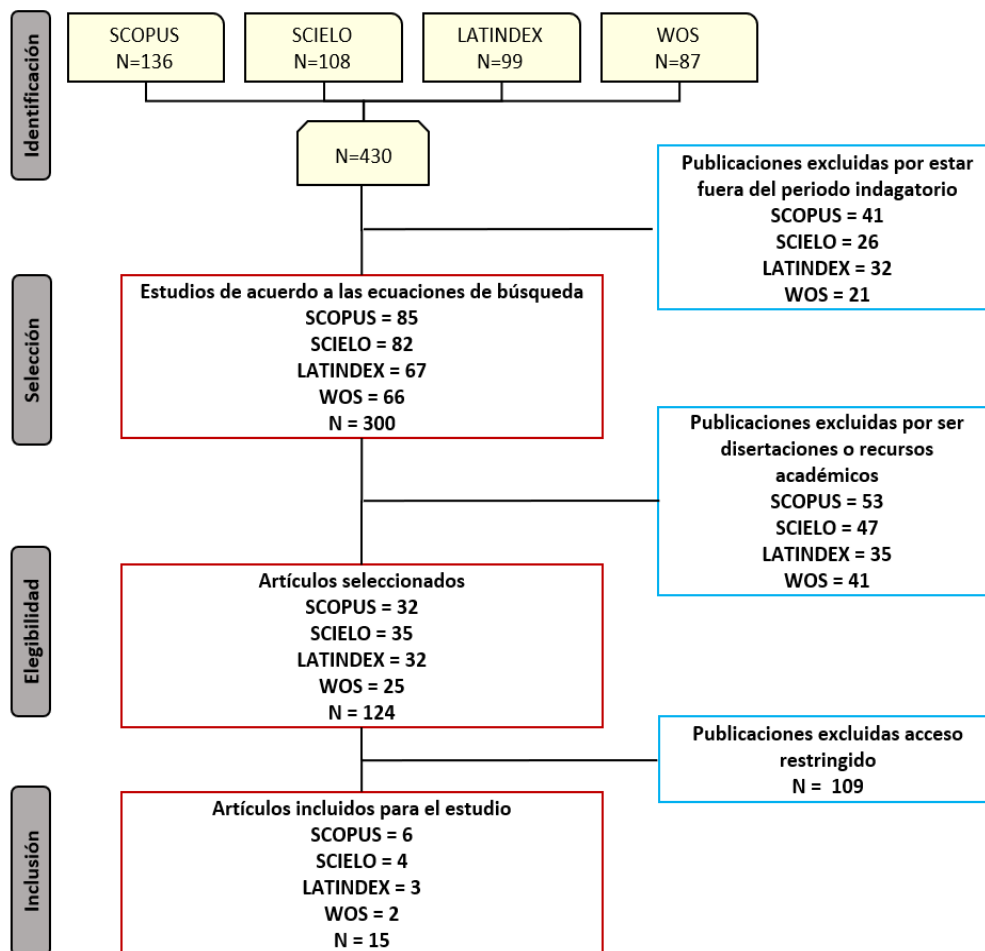 Identificación
SCOPUS
N=136
SCIELO
N=108
LATINDEX
N=99
WOS
N=87
N=430
Publicaciones excluidas por estar
fuera del periodo indagatorio
SCOPUS = 41
SCIELO = 26
LATINDEX = 32
WOS = 21
Selección
Estudios de acuerdo a las ecuaciones de búsqueda
SCOPUS = 85
SCIELO = 82
LATINDEX = 67
WOS = 66
N = 300
Publicaciones excluidas por ser
disertaciones o recursos
académicos
SCOPUS = 53
SCIELO = 47
LATINDEX = 35
WOS = 41
Elegibilidad
Artículos seleccionados
SCOPUS = 32
SCIELO = 35
LATINDEX = 32
WOS = 25
N = 124
Publicaciones excluidas acceso
restringido
N = 109
Inclusión
Artículos incluidos para el estudio
SCOPUS = 6
SCIELO = 4
LATINDEX = 3
WOS = 2
N = 15